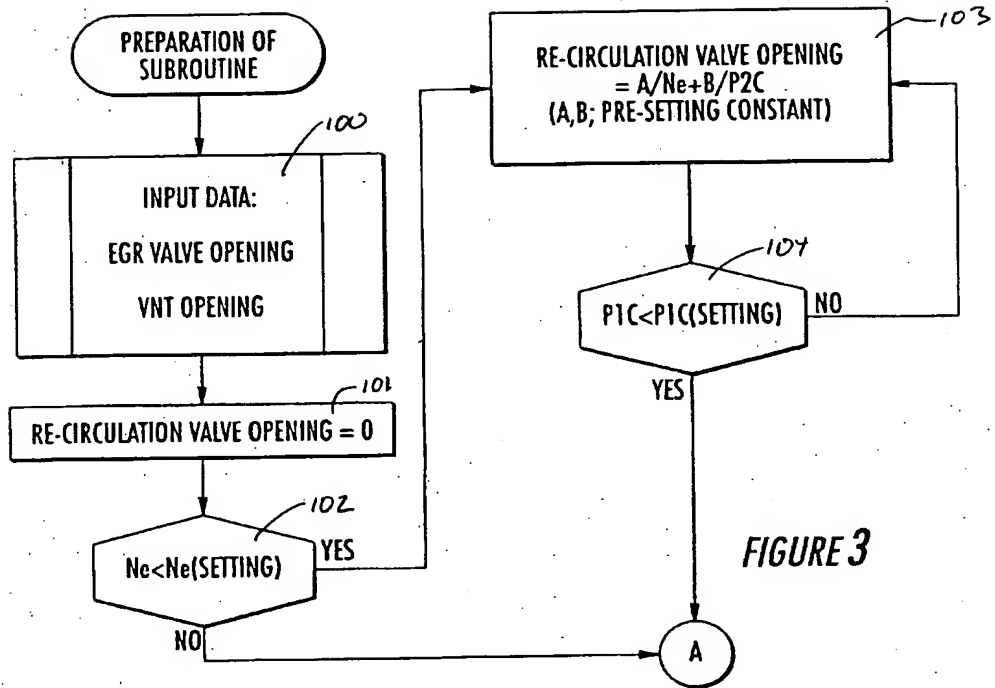 PREPARATION OF
SUBROUTINE
100
INPUT DATA:
EGR VALVE OPENING
VNT OPENING
101
RE-CIRCULATION VALVE OPENING = 0
102
Ne<Ne(SETTING)
YES
NO
103
RE-CIRCULATION VALVE OPENING
= A/Ne+B/P2C
(A,B; PRE-SETTING CONSTANT)
104
P1C<P1C(SETTING)
NO
YES
A
FIGURE 3